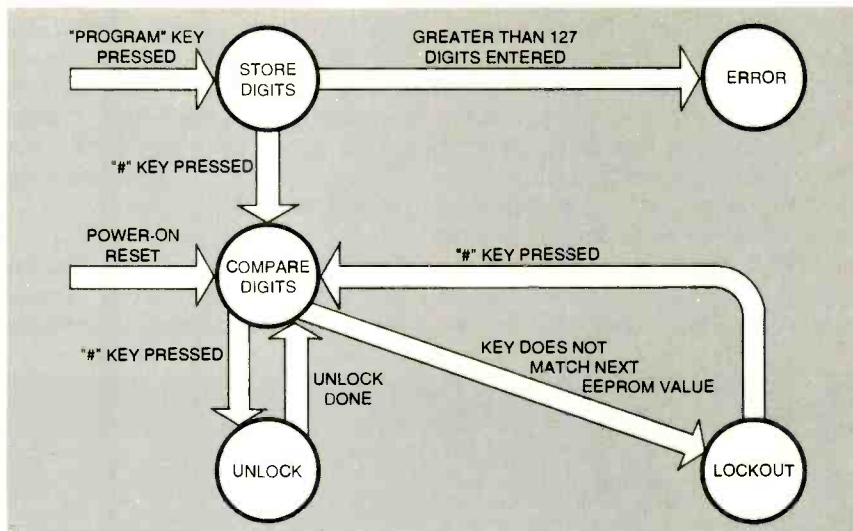 "PROGRAM" KEY
PRESSED
STORE
DIGITS
GREATER THAN 127
DIGITS ENTERED
ERROR
"#" KEY PRESSED
POWER-ON
RESET
COMPARE
DIGITS
"#" KEY PRESSED
"#" KEY PRESSED
UNLOCK
DONE
KEY DOES NOT
MATCH NEXT
EEPROM VALUE
UNLOCK
LOCKOUT